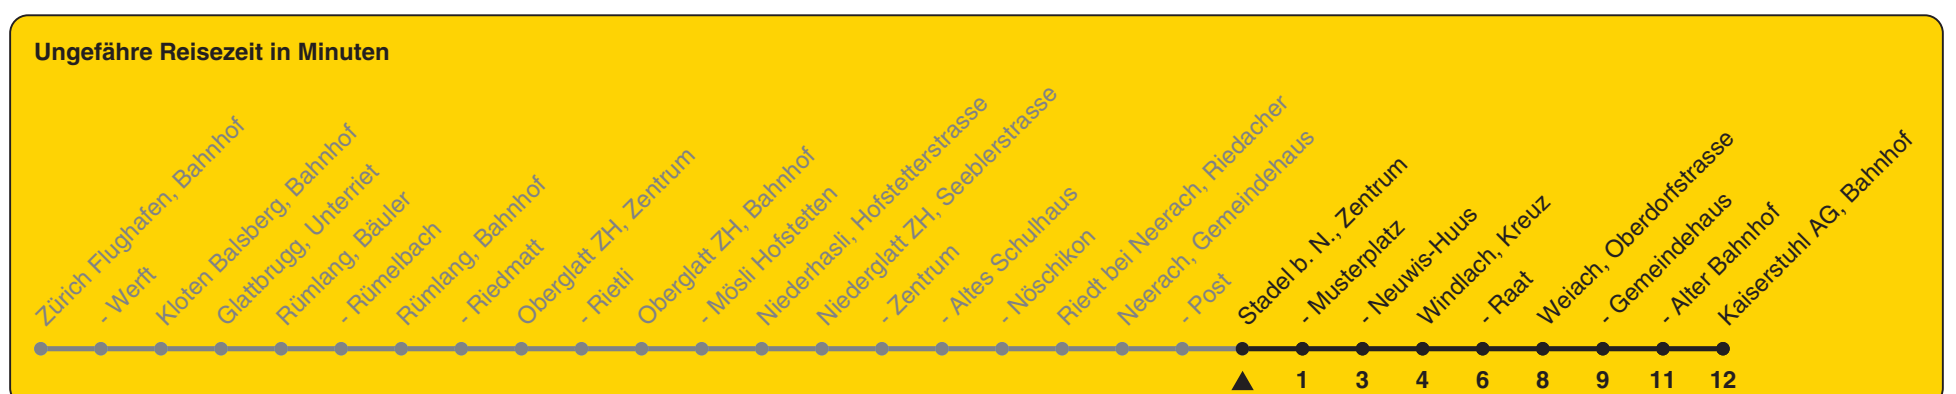 Ungefähre Reisezeit in Minuten
Zürich Flughafen, Bahnhof
- Werft
Kloten Balsberg, Bahnhof
Glattbrugg, Unterriet
Rümlang, Bäuler
- Rümelbach
Rümlang, Bahnhof
- Riedmatt
Oberglatt ZH, Zentrum
- Rietli
Oberglatt ZH, Bahnhof
- Mösli Hofstetten
Niederhasli, Hofstetterstrasse
Niederglatt ZH, Seeblerstrasse
- Zentrum
- Altes Schulhaus
- Nöschikon
Riedt bei Neerach, Riedacher
Neerach, Gemeindehaus
- Post
Stadel b. N., Zentrum
- Musterplatz
- Neuwis-Huus
Windlach, Kreuz
- Raat
Weiach, Oberdorfstrasse
- Gemeindehaus
- Alter Bahnhof
Kaiserstuhl AG, Bahnhof
1 3 4 6 8 9 11 12